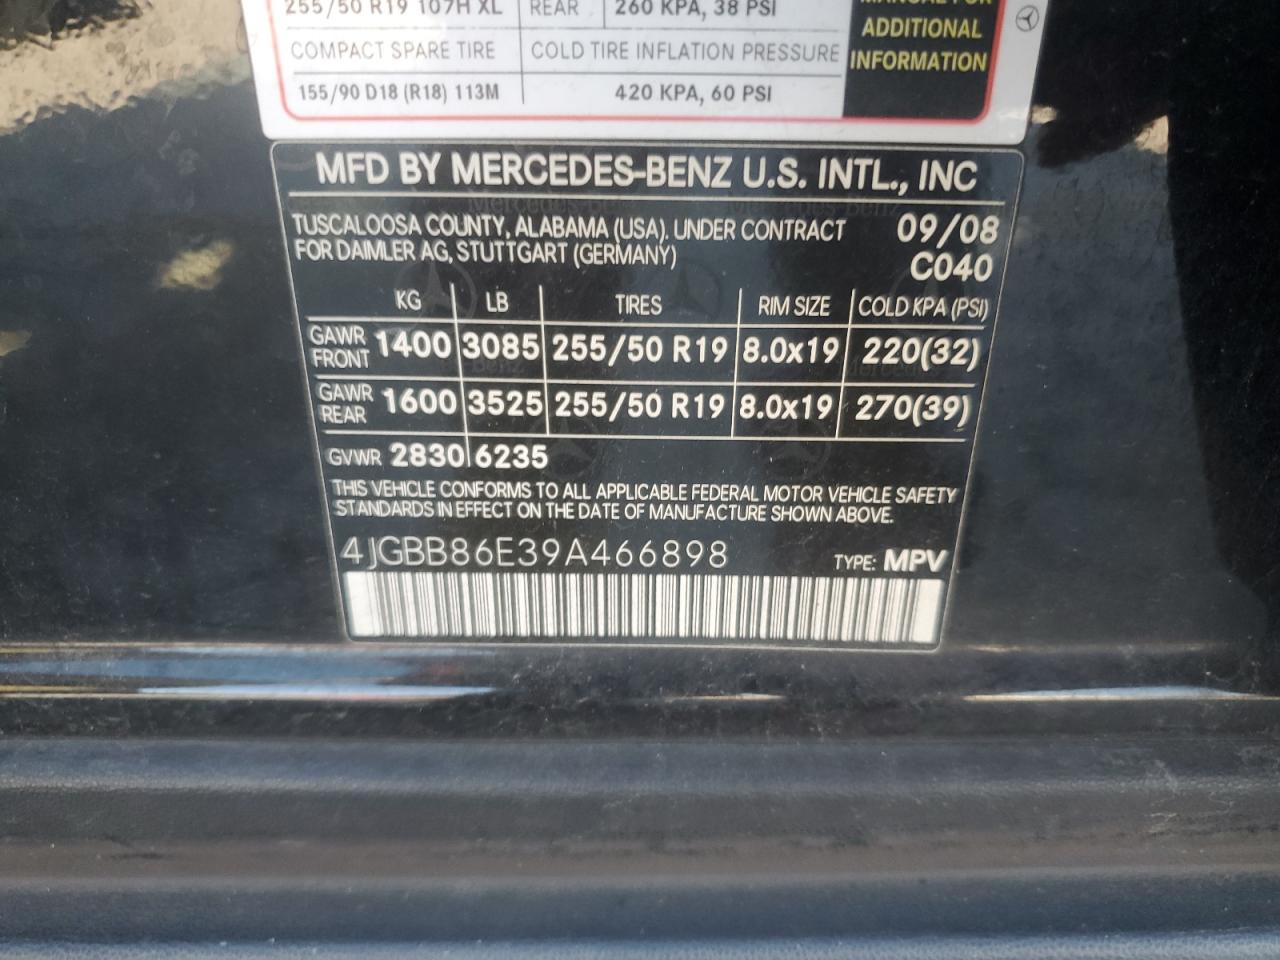 255/50 R19 107H XL REAR 260 KPA, 38 PSI
MANUAL FOR
ADDITIONAL
INFORMATION
COMPACT SPARE TIRE COLD TIRE INFLATION PRESSURE
155/90 D18 (R18) 113M 420 KPA, 60 PSI
MFD BY MERCEDES-BENZ U.S. INTL., INC
TUSCALOOSA COUNTY, ALABAMA (USA), UNDER CONTRACT 09/08
FOR DAIMLER AG, STUTTGART (GERMANY) C040
KG LB TIRES RIM SIZE COLD KPA (PSI)
GAWR FRONT 1400 3085 255/50 R19 8.0x19 220(32)
GAWR REAR 1600 3525 255/50 R19 8.0x19 270(39)
GVWR 2830 6235
THIS VEHICLE CONFORMS TO ALL APPLICABLE FEDERAL MOTOR VEHICLE SAFETY
STANDARDS IN EFFECT ON THE DATE OF MANUFACTURE SHOWN ABOVE.
4JGBB86E39A466898 TYPE: MPV